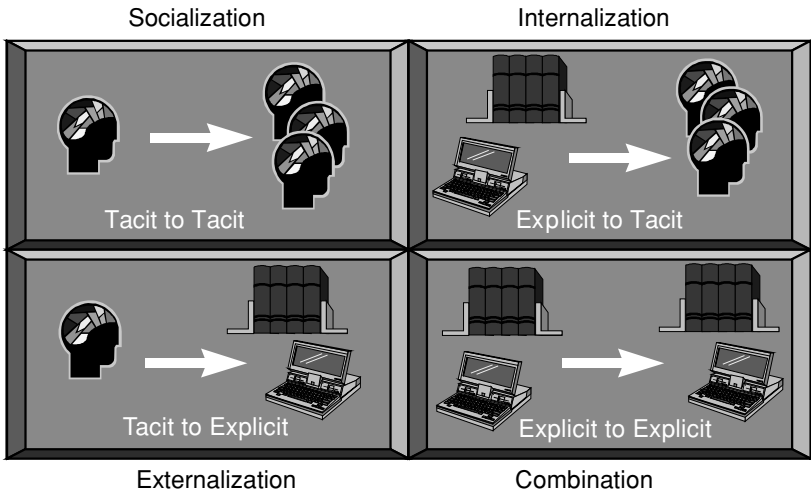 Socialization
Internalization
Tacit to Tacit
Explicit to Tacit
Tacit to Explicit
Explicit to Explicit
Externalization
Combination